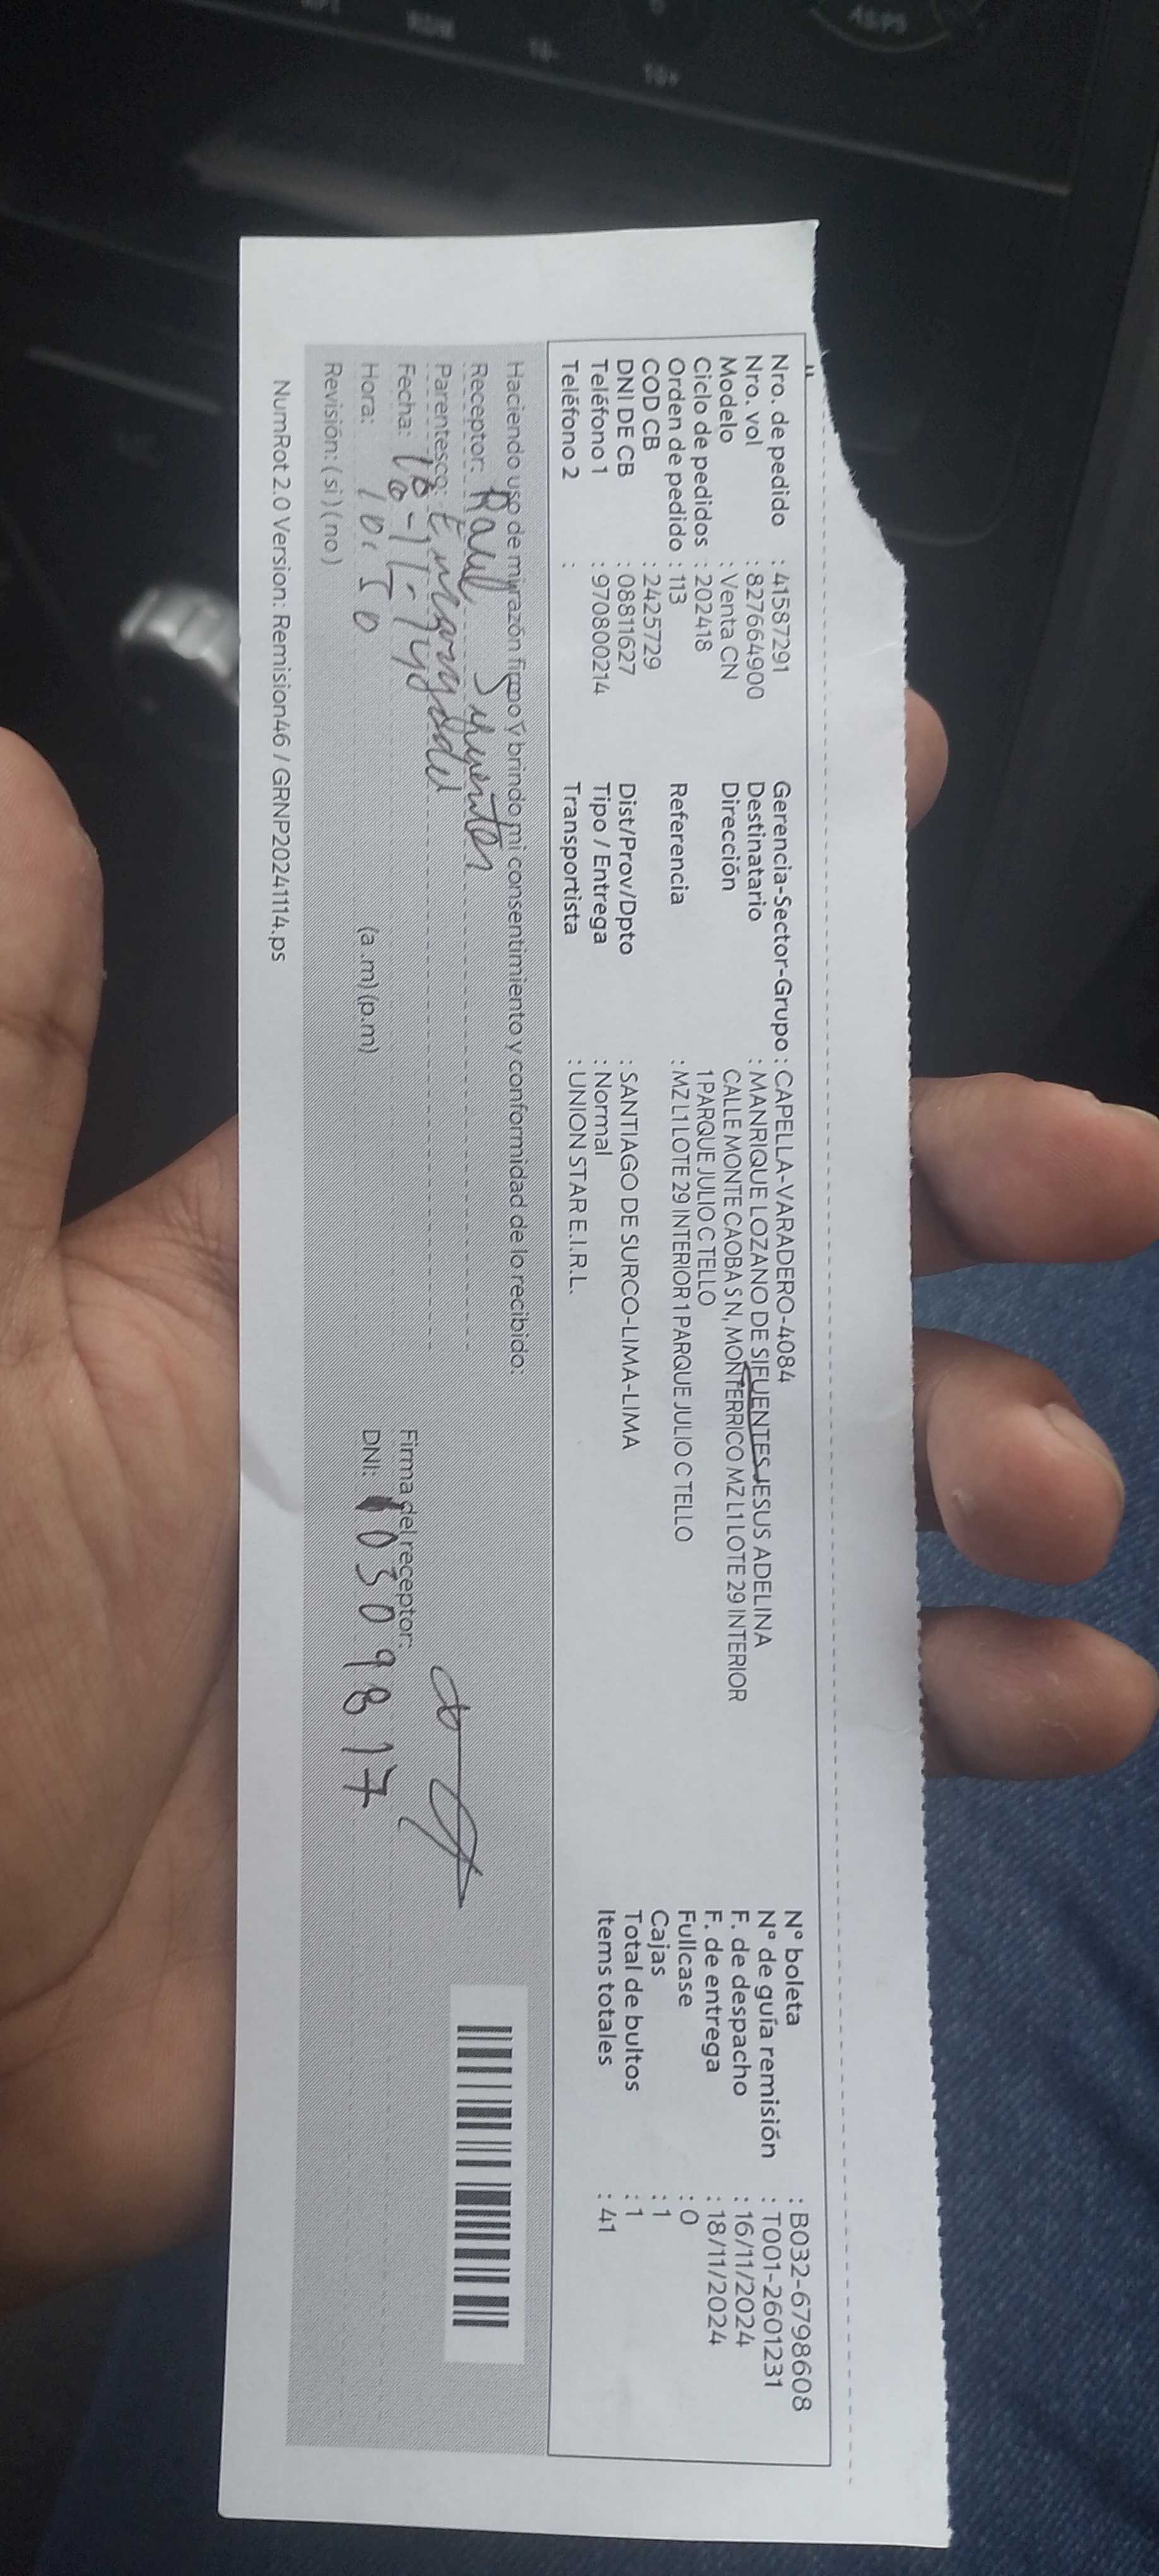 Nro. de pedido : 41587291
Nro. vol : 827664900
Modelo : Venta CN
Ciclo de pedidos : 202418
Orden de pedido : 113
COD CB : 2425729
DNI DE CB : 08811627
Teléfono 1 : 970800214
Teléfono 2 :
Gerencia-Sector-Grupo : CAPELLA-VARADERO-4084
Destinatario : MANRIQUE LOZANO DE SIFUENTES JESUS ADELINA
Dirección CALLE MONTE CAOBA S N, MONTERRICO MZ L1 LOTE 29 INTERIOR
1 PARQUE JULIO C TELLO
Referencia : MZ L1 LOTE 29 INTERIOR 1 PARQUE JULIO C TELLO
Dist/Prov/Dpto : SANTIAGO DE SURCO-LIMA-LIMA
Tipo / Entrega : Normal
Transportista : UNION STAR E.I.R.L.
N° boleta : B032-6798608
N° de guía remisión : T001-2601231
F. de despacho : 16/11/2024
F. de entrega : 18/11/2024
Fullcase : 0
Cajas : 1
Total de bultos : 1
Items totales : 41
Haciendo uso de mi razón firmo y brindo mi consentimiento y conformidad de lo recibido:
Receptor: Raul Sifuentes
Parentesco:
Fecha:
Hora: 10:50 (a.m) (p.m)
Revisión: ( si ) ( no )
Firma del receptor:
DNI: 10309817
NumRot 2.0 Version: Remision46 / GRNP20241114.ps